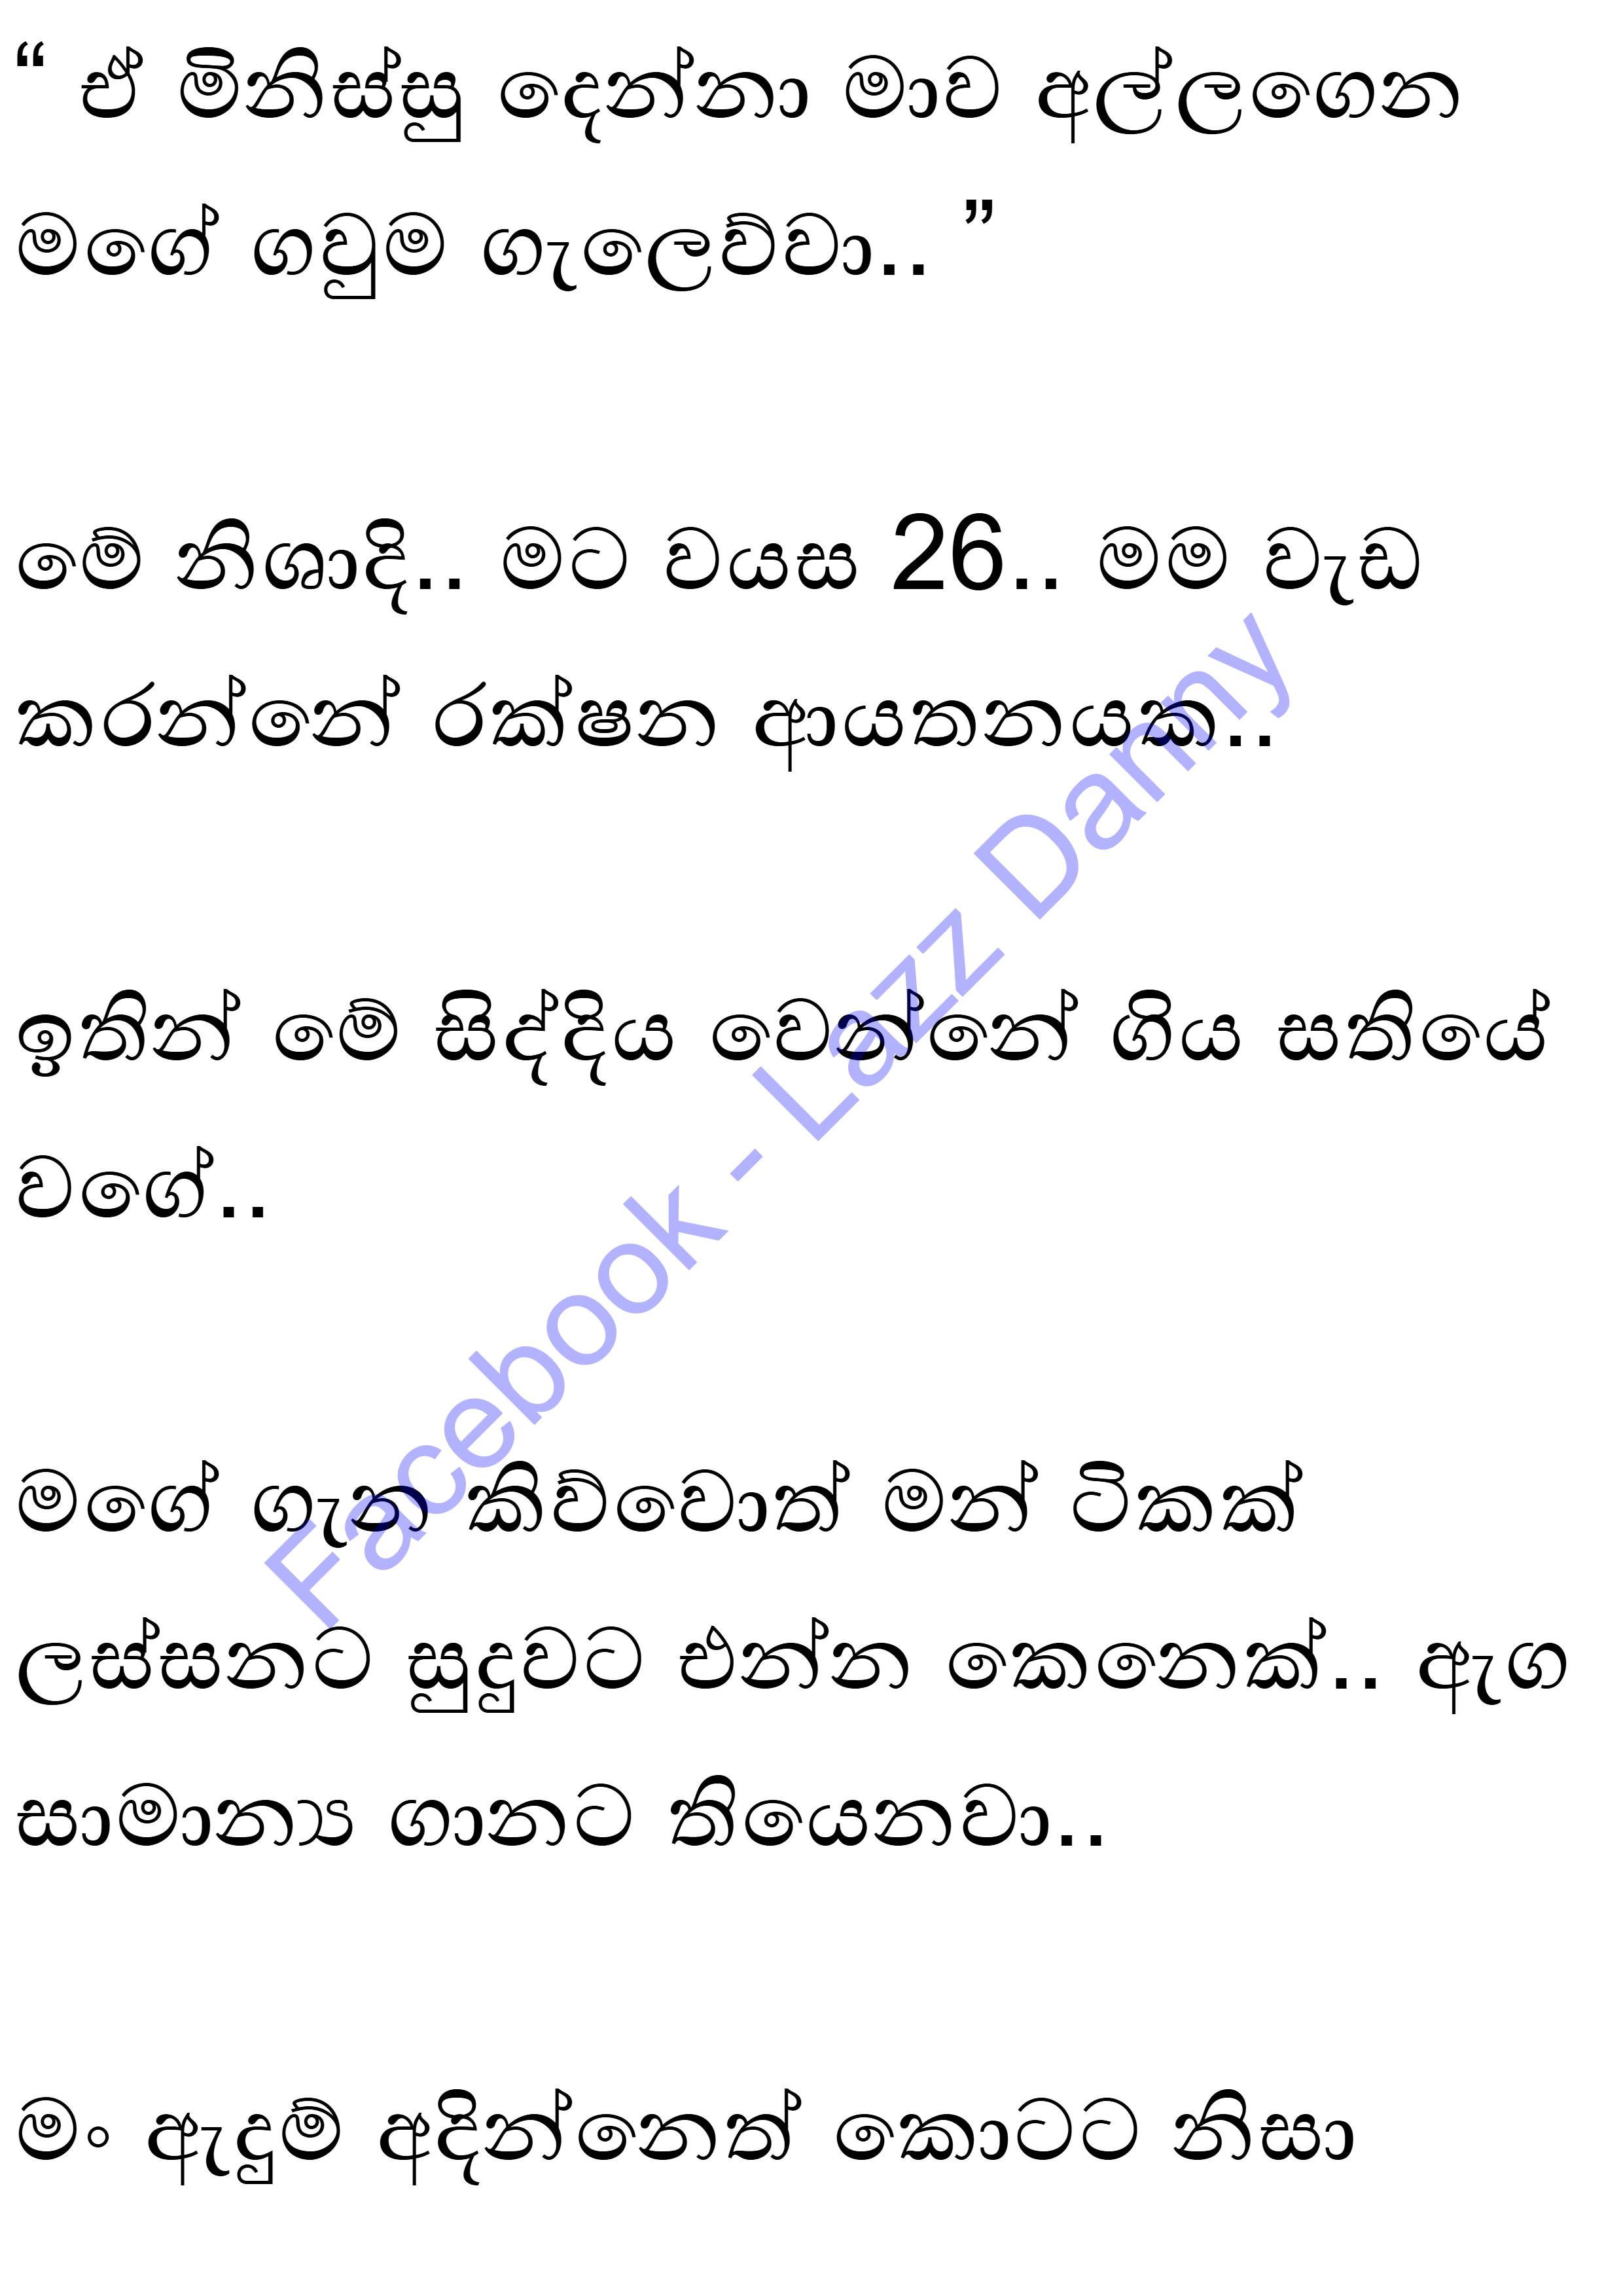 “ ඒ මිනිස්සු දෙන්නා මාව අල්ලගෙන
මගේ ගවුම ගැලෙව්වා.. ”
මේ නිශාදි.. මට වයස 26.. මම වැඩ
කරන්නේ රක්ෂන ආයතනයක..
ඉතින් මේ සිද්දිය වෙන්නේ ගිය සතියේ
වගේ..
මගේ ගැන කිව්වොත් මන් ටිකක්
ලස්සනට සුදුවට එන්න කෙනෙක්.. ඇග
සාමාන්‍ය ගානට තියෙනවා..
මං ඇදුම් අදින්නෙත් කොටට නිසා
Facebook - Lazz Danny